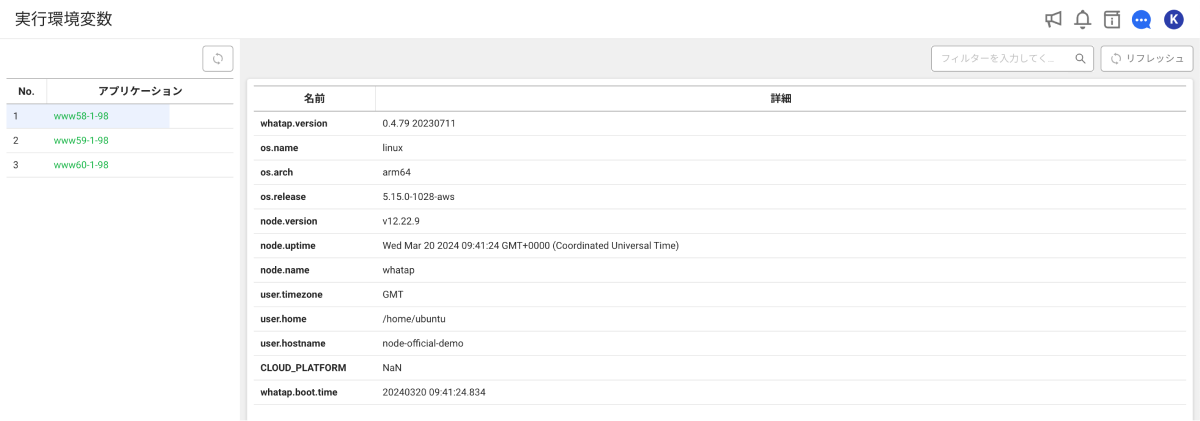 実行環境変数
K
フィルターを入力してく...
リフレッシュ
No. アプリケーション
1 www58-1-98
2 www59-1-98
3 www60-1-98
名前 詳細
whatap.version 0.4.79 20230711
os.name linux
os.arch arm64
os.release 5.15.0-1028-aws
node.version v12.22.9
node.uptime Wed Mar 20 2024 09:41:24 GMT+0000 (Coordinated Universal Time)
node.name whatap
user.timezone GMT
user.home /home/ubuntu
user.hostname node-official-demo
CLOUD_PLATFORM NaN
whatap.boot.time 20240320 09:41:24.834